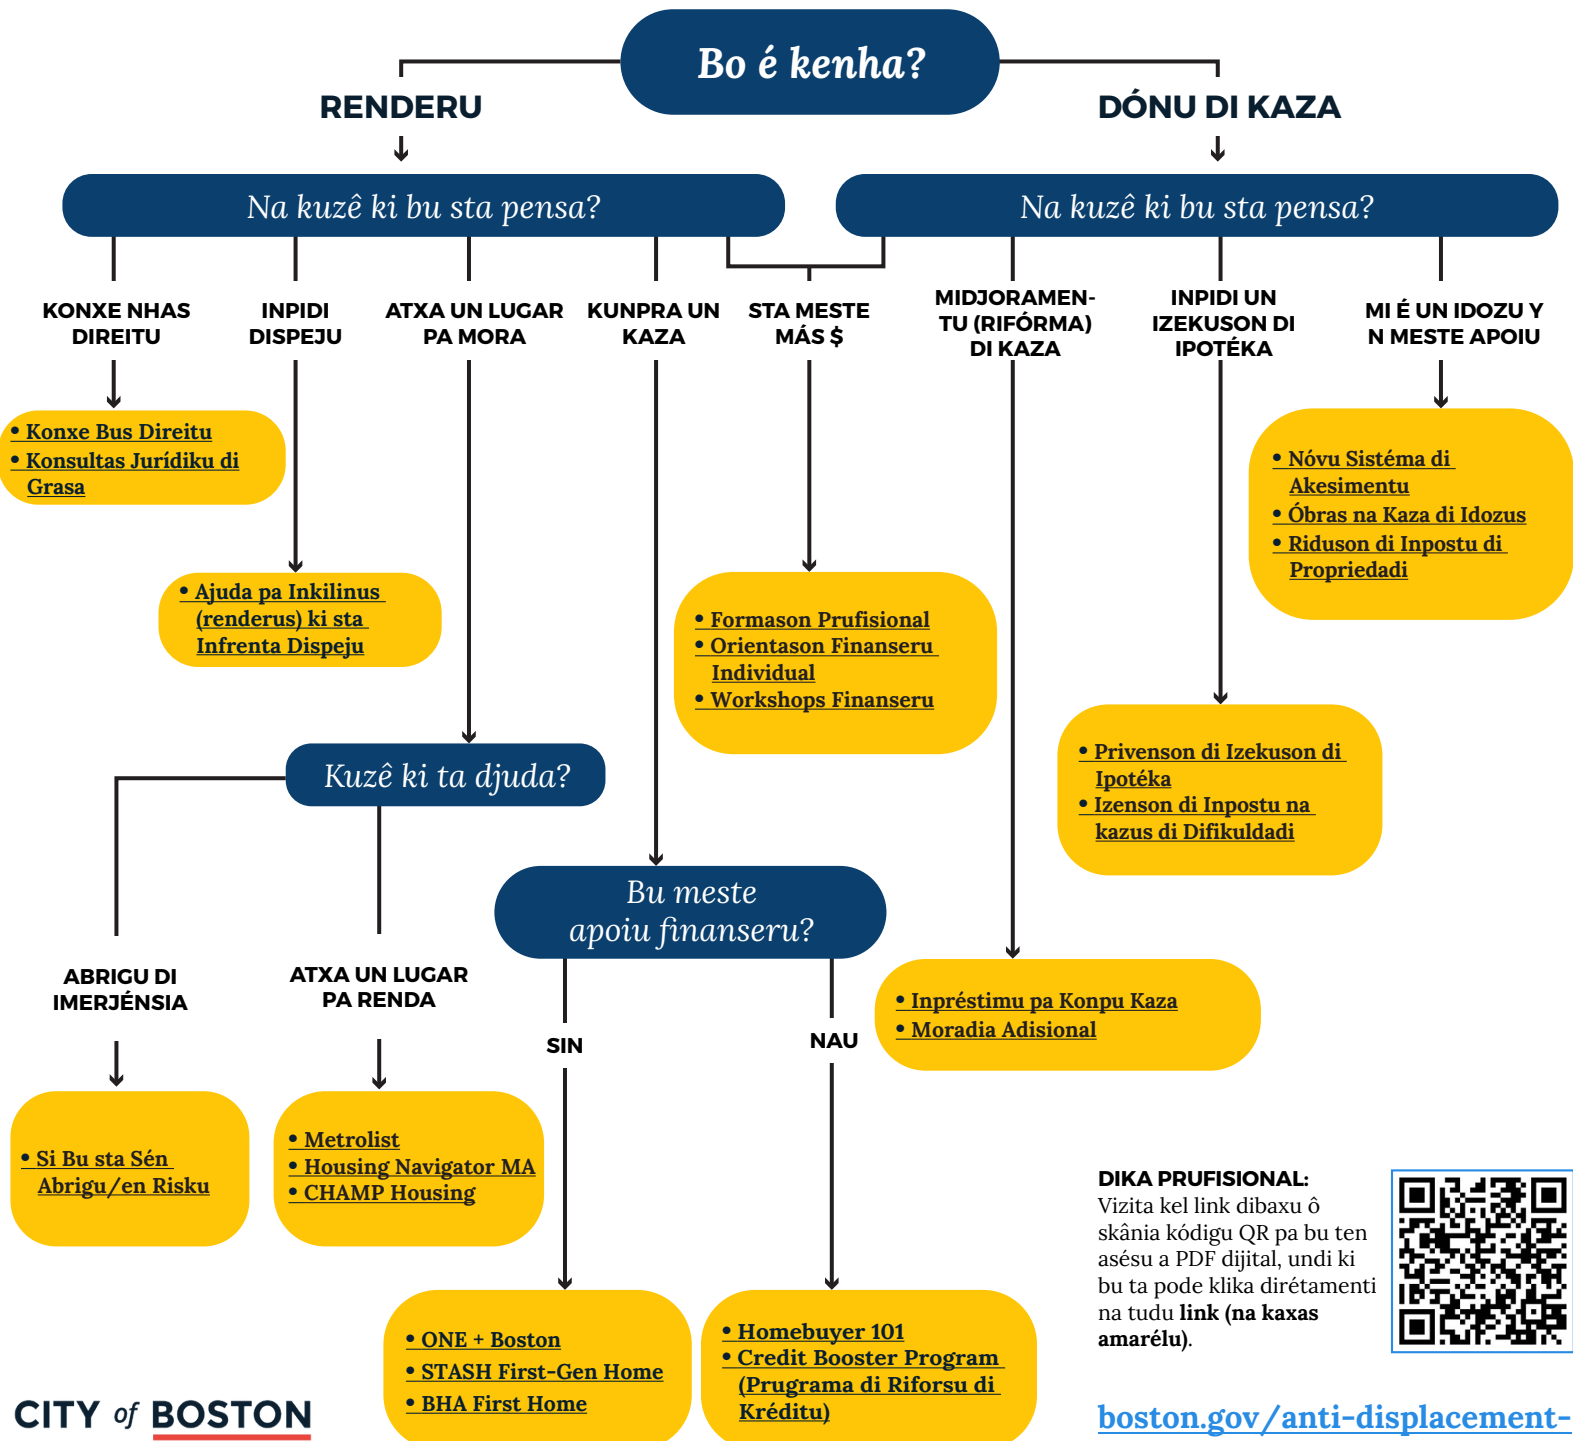 Bo é kenha?
RENDERU
DÓNU DI KAZA
Na kuzê ki bu sta pensa?
Na kuzê ki bu sta pensa?
KONXE NHAS
DIREITU
INPIDI
DISPEJU
ATXA UN LUGAR
PA MORA
KUNPRA UN
KAZA
STA MESTE
MÁS $
MIDJORAMEN-
TU (RIFÓRMA)
DI KAZA
INPIDI UN
IZEKUSON DI
IPOTÉKA
MI É UN IDOZU Y
N MESTE APOIU
• Konxe Bus Direitu
• Konsultas Jurídiku di
Grasa
• Nóvu Sistéma di
Akesimentu
• Óbras na Kaza di Idozus
• Riduson di Inpostu di
Propriedadi
• Ajuda pa Inkilinus
(renderus) ki sta
Infrenta Dispeju
• Formason Prufisional
• Orientason Finanseru
Individual
• Workshops Finanseru
• Privenson di Izekuson di
Ipotéka
• Izenson di Inpostu na
kazus di Difikuldadi
Kuzê ki ta djuda?
Bu meste
apoiu finanseru?
ABRIGU DI
IMERJÉNSIA
ATXA UN LUGAR
PA RENDA
SIN
NAU
• Inpréstimu pa Konpu Kaza
• Moradia Adisional
• Si Bu sta Sén
Abrigu/en Risku
• Metrolist
• Housing Navigator MA
• CHAMP Housing
• ONE + Boston
• STASH First-Gen Home
• BHA First Home
• Homebuyer 101
• Credit Booster Program
(Prugrama di Riforsu di
Kréditu)
DIKA PRUFISIONAL:
Vizita kel link dibaxu ô
skânia kódigu QR pa bu ten
asésu a PDF dijital, undi ki
bu ta pode klika dirétamenti
na tudu link (na kaxas
amarélu).
CITY of BOSTON
boston.gov/anti-displacement-